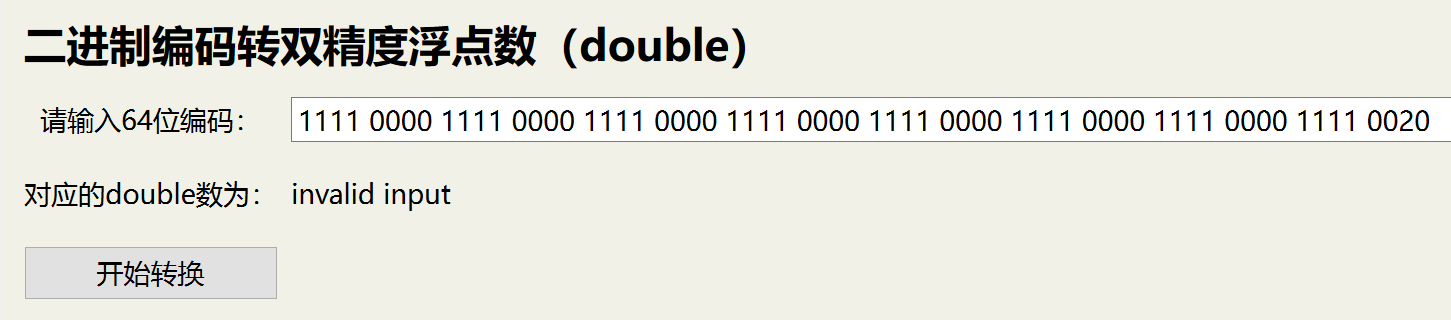 二进制编码转双精度浮点数（double）
请输入64位编码： 1111 0000 1111 0000 1111 0000 1111 0000 1111 0000 1111 0000 1111 0000 1111 0020
对应的double数为： invalid input
开始转换